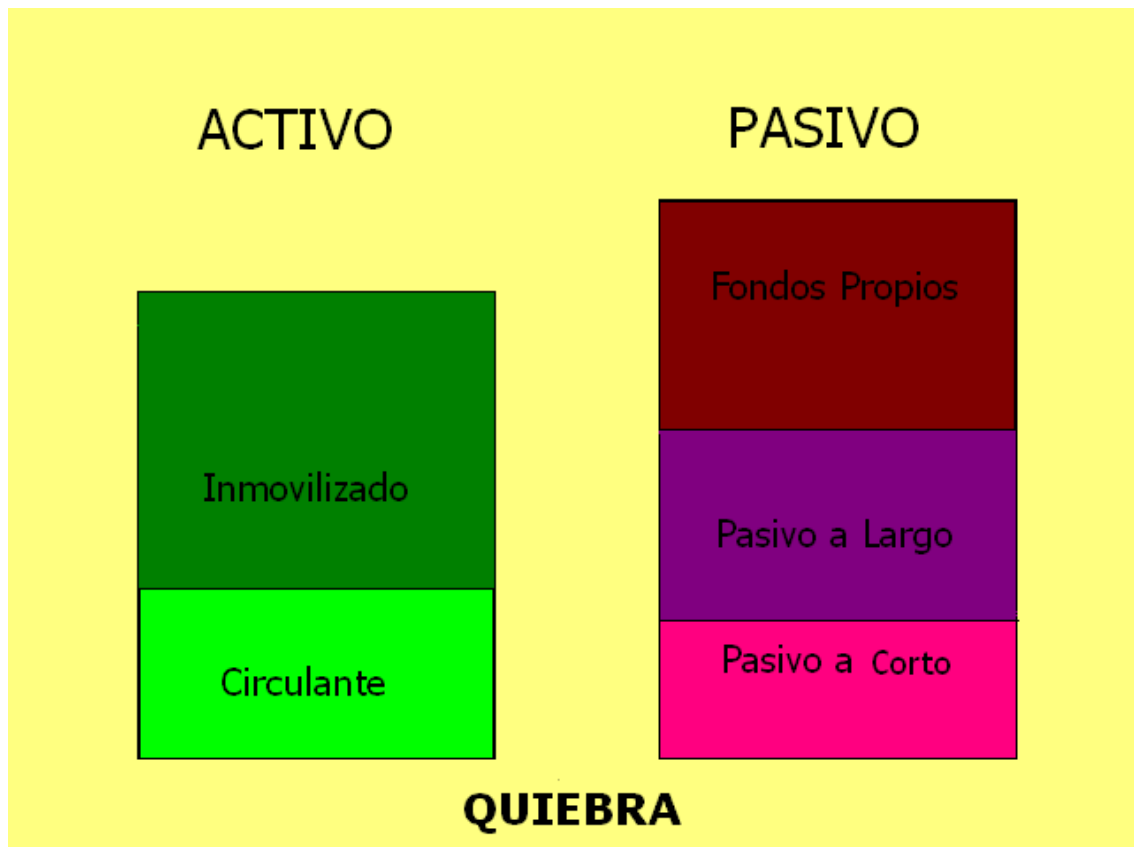 ACTIVO
PASIVO
Fondos Propios
Inmovilizado
Pasivo a Largo
Circulante
Pasivo a Corto
QUIEBRA